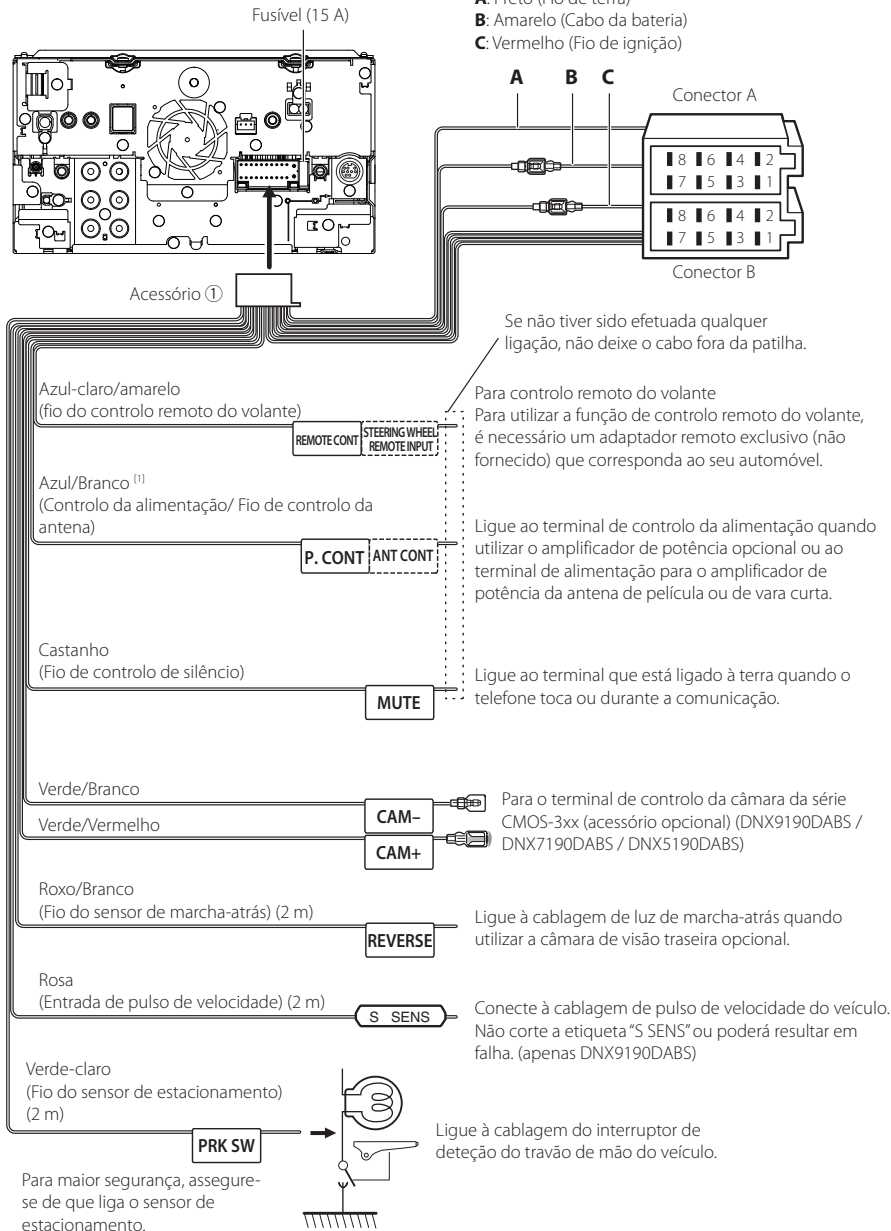 Fusível (15 A)
A: Preto (Fio de terra)
B: Amarelo (Cabo da bateria)
C: Vermelho (Fio de ignição)
A B C
Conector A
8 6 4 2
7 5 3 1
8 6 4 2
7 5 3 1
Conector B
Acessório ①
Se não tiver sido efetuada qualquer
ligação, não deixe o cabo fora da patilha.
Azul-claro/amarelo
(fio do controlo remoto do volante)
REMOTE CONT
STEERING WHEEL
REMOTE INPUT
Para controlo remoto do volante
Para utilizar a função de controlo remoto do volante,
é necessário um adaptador remoto exclusivo (não
fornecido) que corresponda ao seu automóvel.
Azul/Branco [1]
(Controlo da alimentação/ Fio de controlo da
antena)
P. CONT
ANT CONT
Ligue ao terminal de controlo da alimentação quando
utilizar o amplificador de potência opcional ou ao
terminal de alimentação para o amplificador de
potência da antena de película ou de vara curta.
Castanho
(Fio de controlo de silêncio)
MUTE
Ligue ao terminal que está ligado à terra quando o
telefone toca ou durante a comunicação.
Verde/Branco
CAM–
Verde/Vermelho
CAM+
Para o terminal de controlo da câmara da série
CMOS-3xx (acessório opcional) (DNX9190DABS /
DNX7190DABS / DNX5190DABS)
Roxo/Branco
(Fio do sensor de marcha-atrás) (2 m)
REVERSE
Ligue à cablagem de luz de marcha-atrás quando
utilizar a câmara de visão traseira opcional.
Rosa
(Entrada de pulso de velocidade) (2 m)
S SENS
Conecte à cablagem de pulso de velocidade do veículo.
Não corte a etiqueta “S SENS” ou poderá resultar em
falha. (apenas DNX9190DABS)
Verde-claro
(Fio do sensor de estacionamento)
(2 m)
PRK SW
Ligue à cablagem do interruptor de
deteção do travão de mão do veículo.
Para maior segurança, assegure-
se de que liga o sensor de
estacionamento.